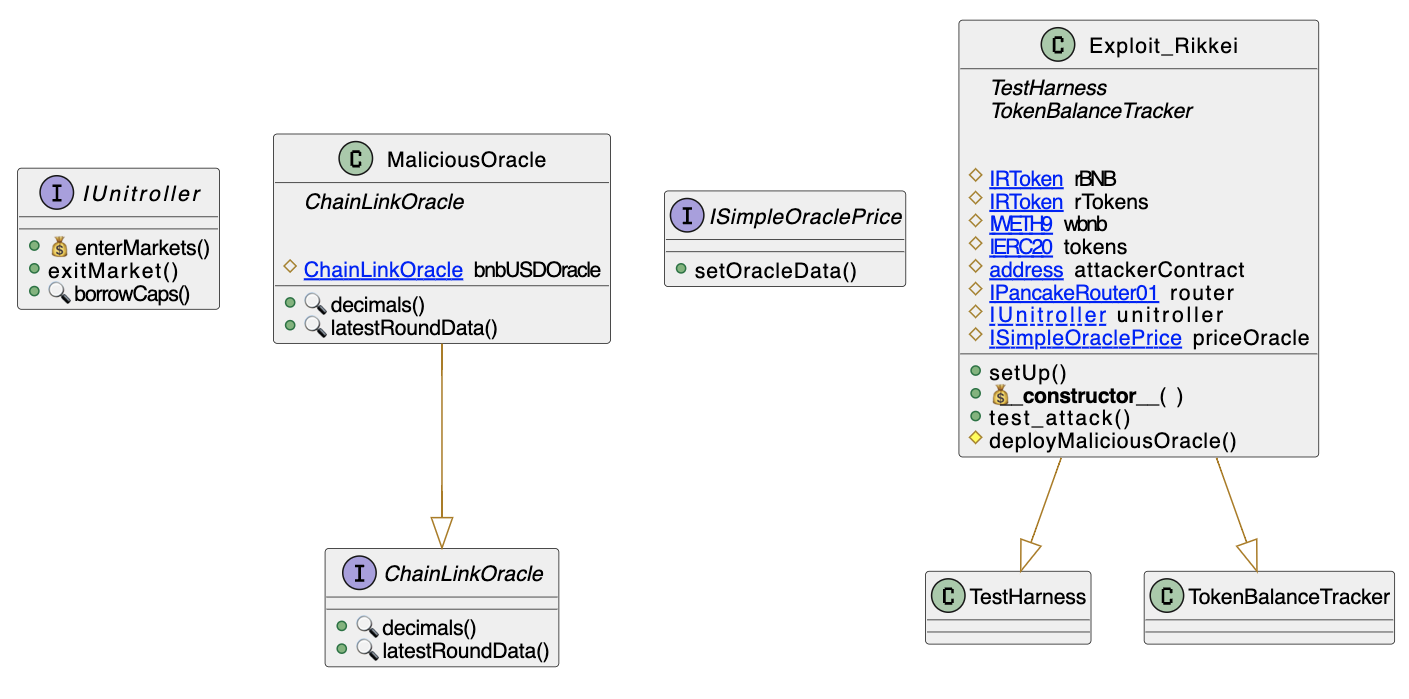 I IUnitroller
💰 enterMarkets()
exitMarket()
🔍 borrowCaps()
C MaliciousOracle
ChainLinkOracle
ChainLinkOracle bnbUSDOracle
🔍 decimals()
🔍 latestRoundData()
I ChainLinkOracle
🔍 decimals()
🔍 latestRoundData()
I ISimpleOraclePrice
setOracleData()
C Exploit_Rikkei
TestHarness
TokenBalanceTracker
IRToken rBNB
IRToken rTokens
IWETH9 wbnb
IERC20 tokens
address attackerContract
IPancakeRouter01 router
IUnitroller unitroller
ISimpleOraclePrice priceOracle
setUp()
💰__constructor__( )
test_attack()
deployMaliciousOracle()
C TestHarness
C TokenBalanceTracker